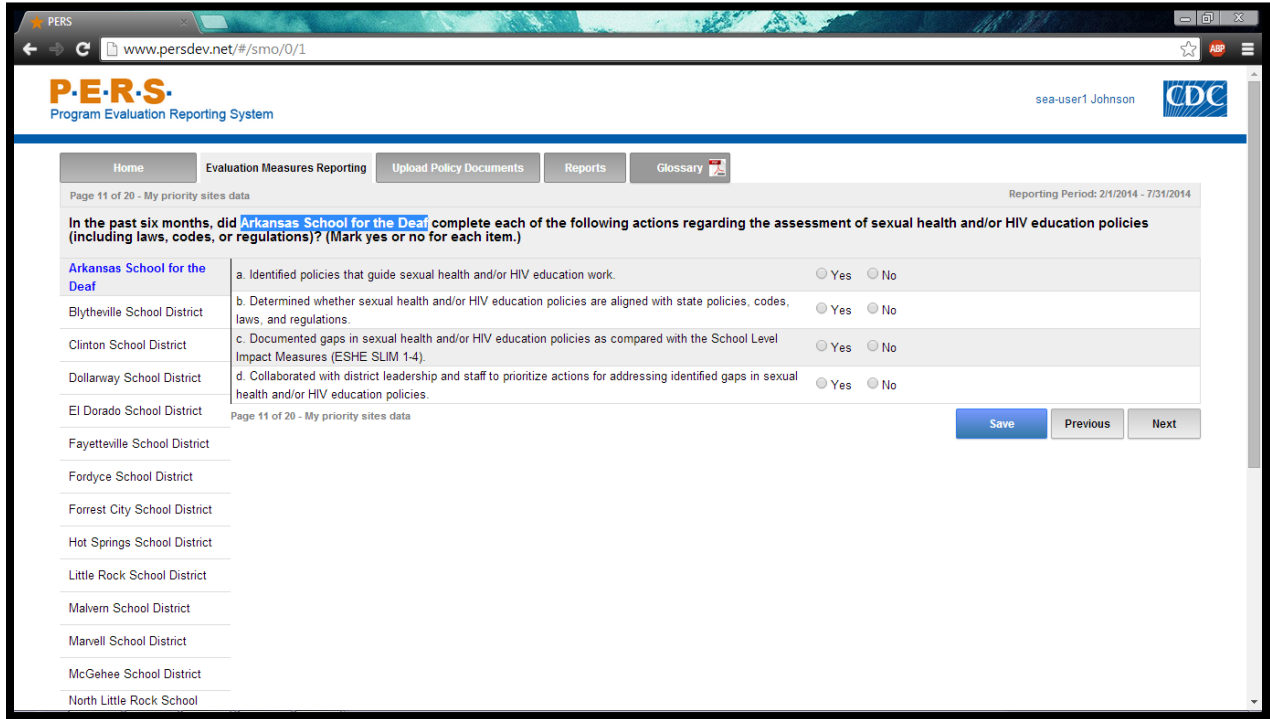 PERS
www.persdev.net/#/smo/0/1
ABP
P·E·R·S·
Program Evaluation Reporting System
sea-user1 Johnson
CDC
Home
Evaluation Measures Reporting
Upload Policy Documents
Reports
Glossary
Page 11 of 20 - My priority sites data
Reporting Period: 2/1/2014 - 7/31/2014
In the past six months, did Arkansas School for the Deaf complete each of the following actions regarding the assessment of sexual health and/or HIV education policies
(including laws, codes, or regulations)? (Mark yes or no for each item.)
Arkansas School for the
Deaf
Blytheville School District
Clinton School District
Dollarway School District
El Dorado School District
Fayetteville School District
Fordyce School District
Forrest City School District
Hot Springs School District
Little Rock School District
Malvern School District
Marvell School District
McGehee School District
North Little Rock School
a. Identified policies that guide sexual health and/or HIV education work.
Yes No
b. Determined whether sexual health and/or HIV education policies are aligned with state policies, codes,
laws, and regulations.
Yes No
c. Documented gaps in sexual health and/or HIV education policies as compared with the School Level
Impact Measures (ESHE SLIM 1-4).
Yes No
d. Collaborated with district leadership and staff to prioritize actions for addressing identified gaps in sexual
health and/or HIV education policies.
Yes No
Page 11 of 20 - My priority sites data
Save
Previous
Next